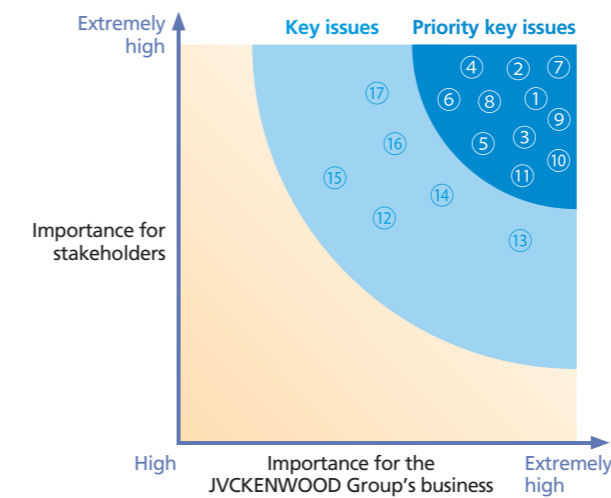 Extremely
high
Key issues
Priority key issues
④ ② ⑦
⑰ ⑥ ⑧ ①
⑨
⑯ ⑤ ③
⑩
⑮ ⑪
⑭
⑫
⑬
Importance for
stakeholders
High
Importance for the
JVCKENWOOD Group's business
Extremely
high